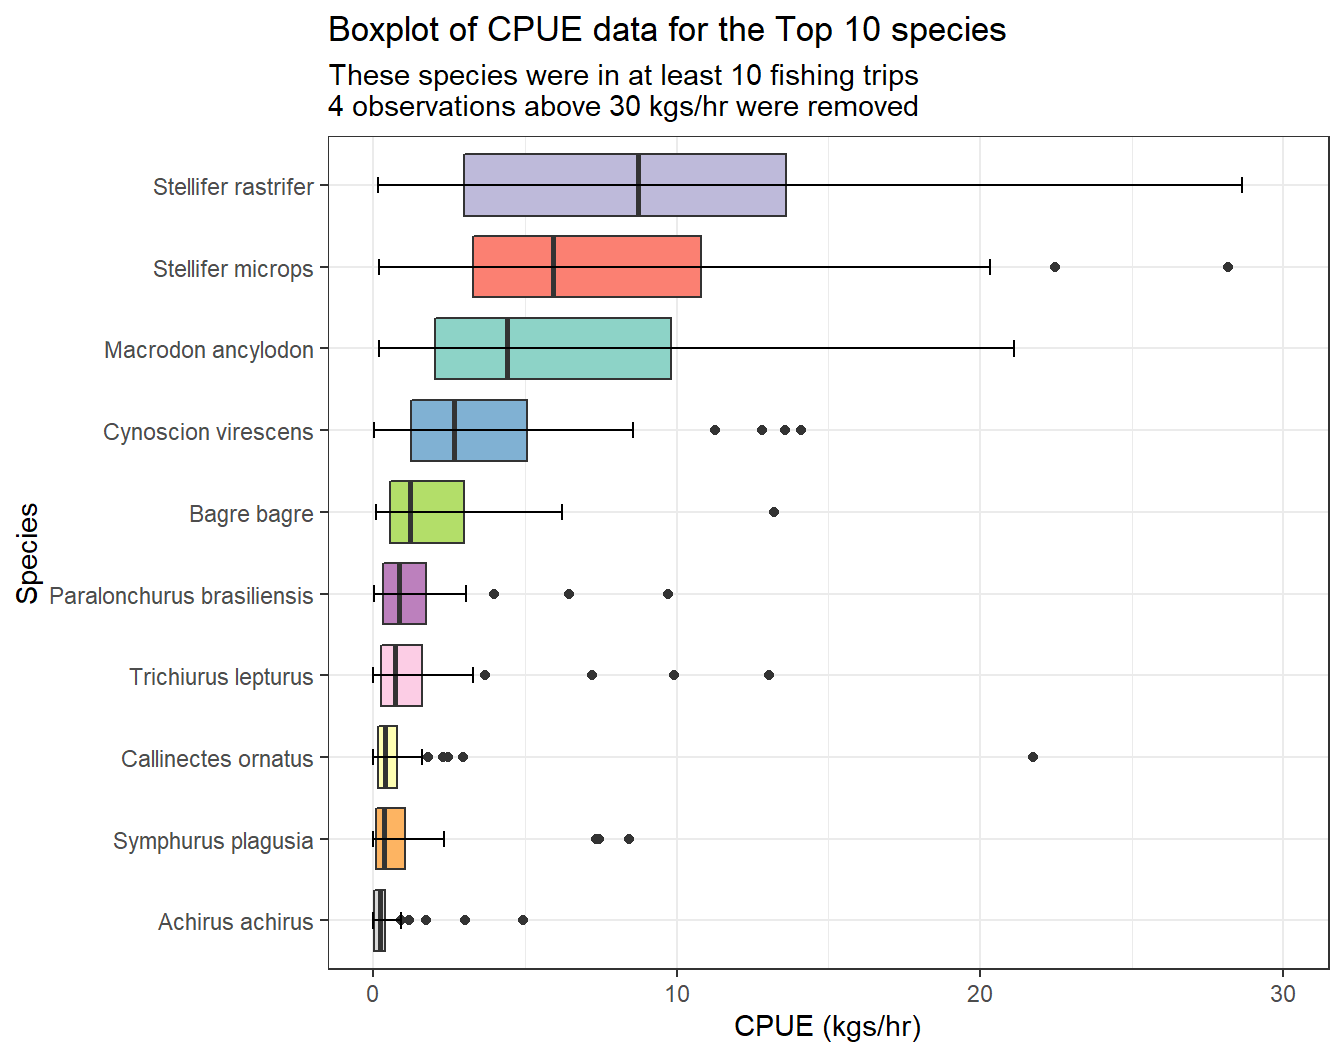 Boxplot of CPUE data for the Top 10 species
These species were in at least 10 fishing trips
4 observations above 30 kgs/hr were removed
Species
Stellifer rastrifer
Stellifer microps
Macrodon ancylodon
Cynoscion virescens
Bagre bagre
Paralonchurus brasiliensis
Trichiurus lepturus
Callinectes ornatus
Symphurus plagusia
Achirus achirus
0 10 20 30
CPUE (kgs/hr)